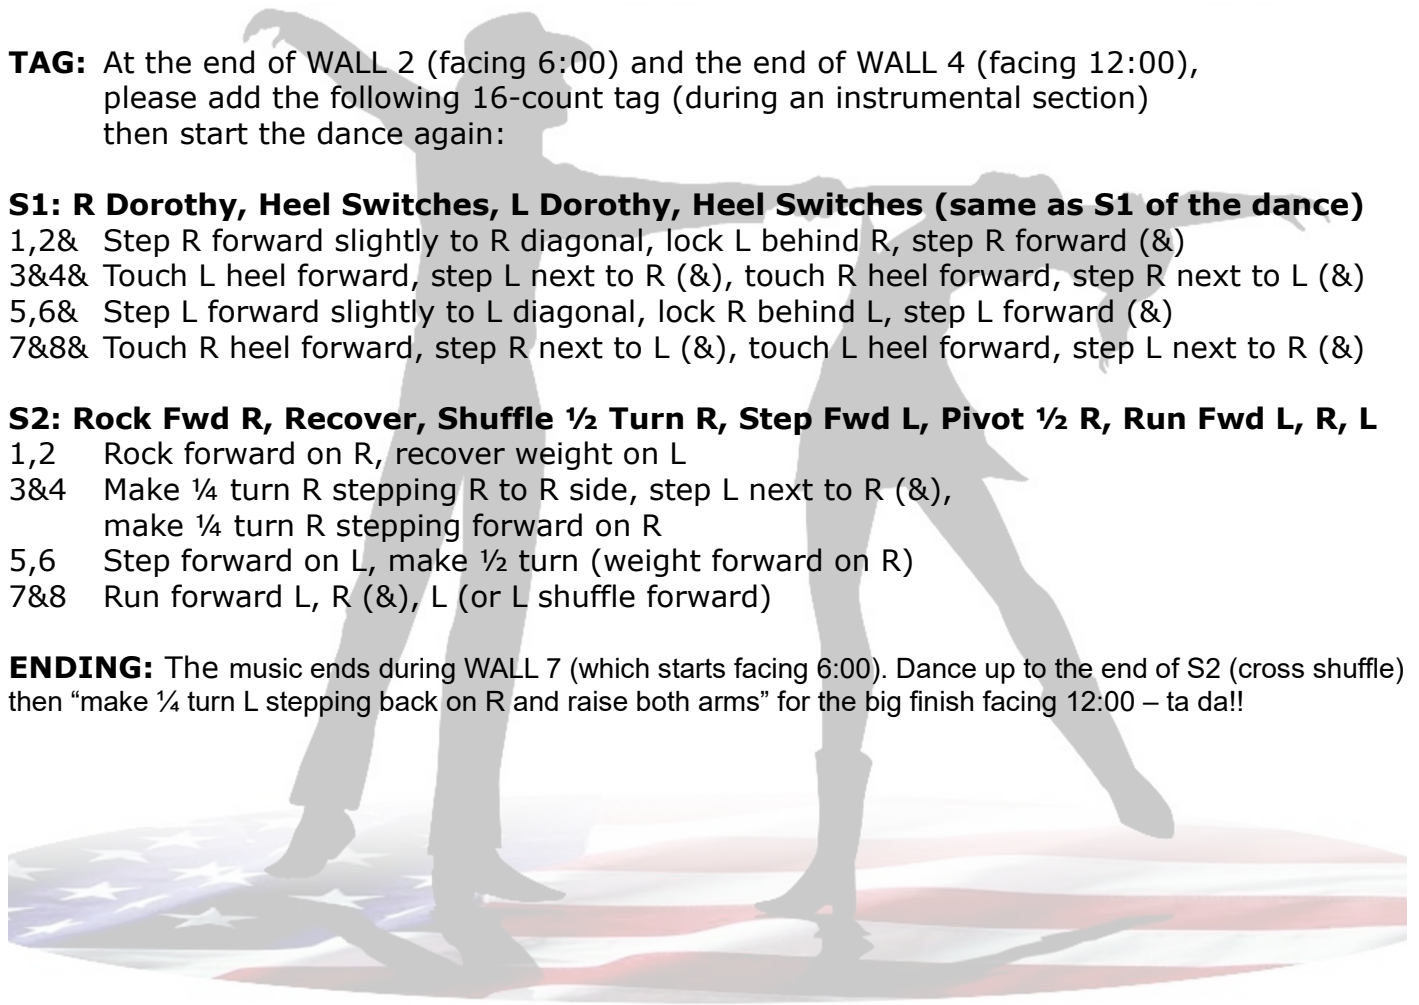 TAG: At the end of WALL 2 (facing 6:00) and the end of WALL 4 (facing 12:00),
please add the following 16-count tag (during an instrumental section)
then start the dance again:
S1: R Dorothy, Heel Switches, L Dorothy, Heel Switches (same as S1 of the dance)
1,2& Step R forward slightly to R diagonal, lock L behind R, step R forward (&)
3&4& Touch L heel forward, step L next to R (&), touch R heel forward, step R next to L (&)
5,6& Step L forward slightly to L diagonal, lock R behind L, step L forward (&)
7&8& Touch R heel forward, step R next to L (&), touch L heel forward, step L next to R (&)
S2: Rock Fwd R, Recover, Shuffle ½ Turn R, Step Fwd L, Pivot ½ R, Run Fwd L, R, L
1,2 Rock forward on R, recover weight on L
3&4 Make ¼ turn R stepping R to R side, step L next to R (&),
make ¼ turn R stepping forward on R
5,6 Step forward on L, make ½ turn (weight forward on R)
7&8 Run forward L, R (&), L (or L shuffle forward)
ENDING: The music ends during WALL 7 (which starts facing 6:00). Dance up to the end of S2 (cross shuffle)
then “make ¼ turn L stepping back on R and raise both arms” for the big finish facing 12:00 – ta da!!